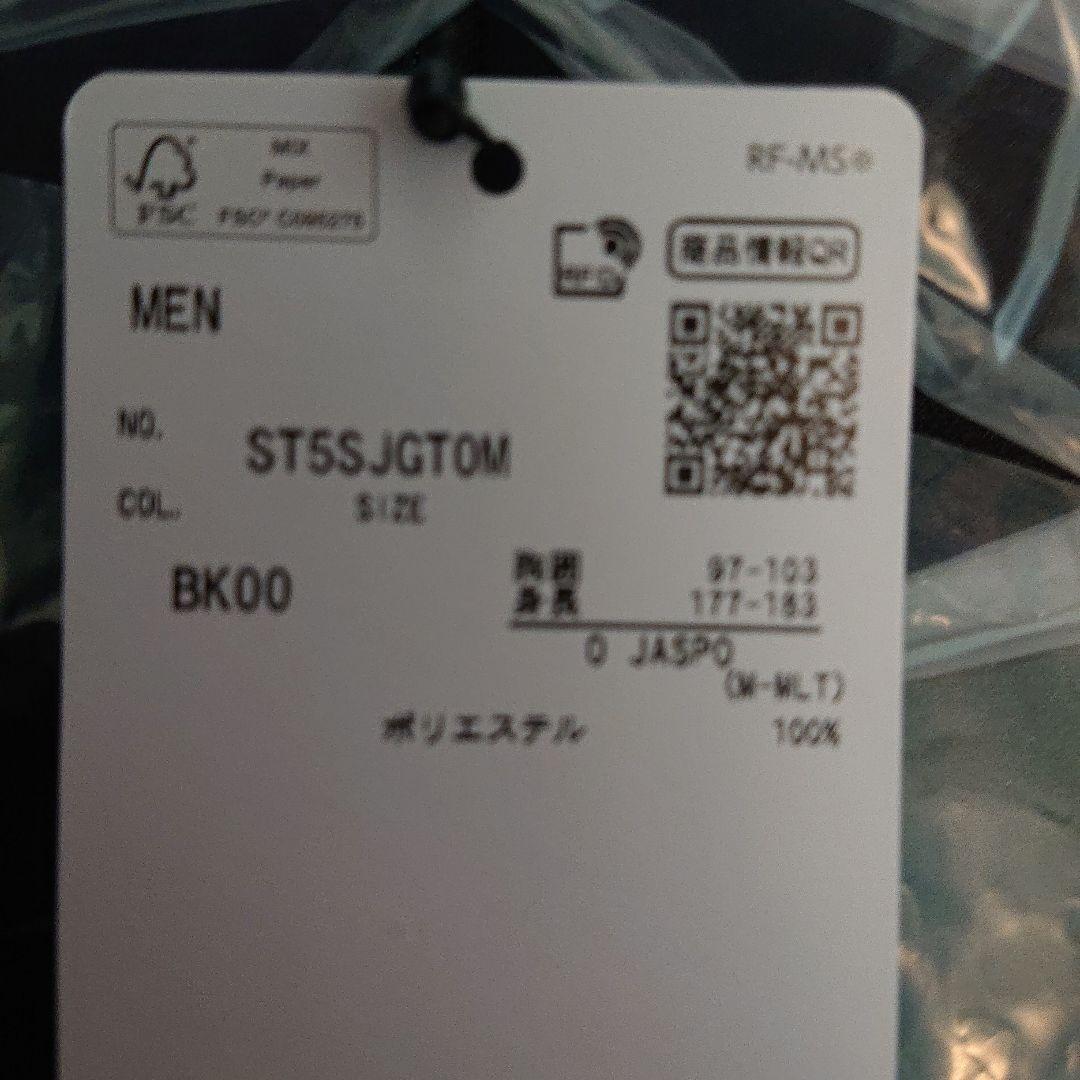 MIX
Paper
FSC
RF-MS※
商品情報QR
MEN
NO.
ST5SJGT0M
COL.
SIZE
BK00
胸囲 97-103
身長 177-183
O JASPO
(M-MLT)
ポリエステル 100%